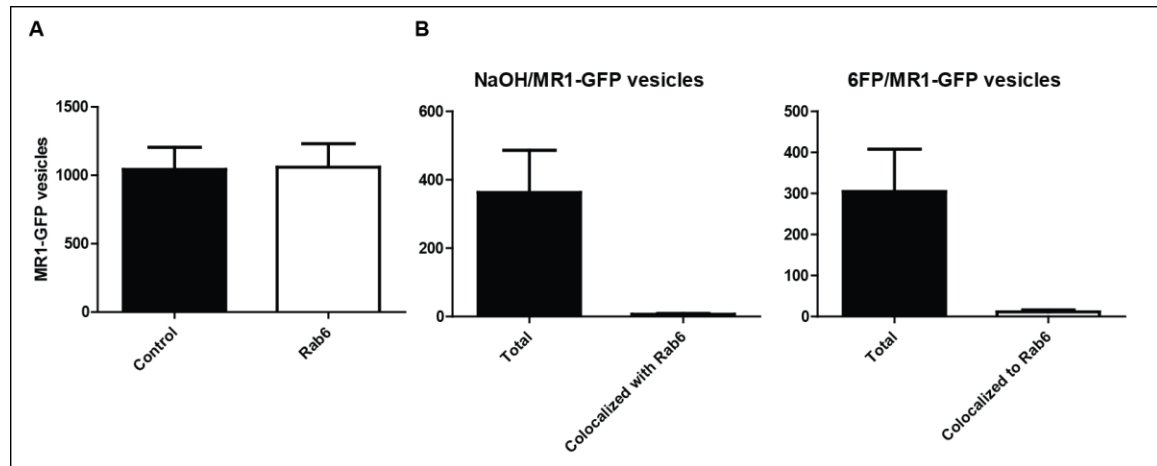 A
B
NaOH/MR1-GFP vesicles
6FP/MR1-GFP vesicles
MR1-GFP vesicles
1500
1000
500
0
Control
Rab6
600
400
200
0
Total
Colocalized with Rab6
500
400
300
200
100
0
Total
Colocalized to Rab6